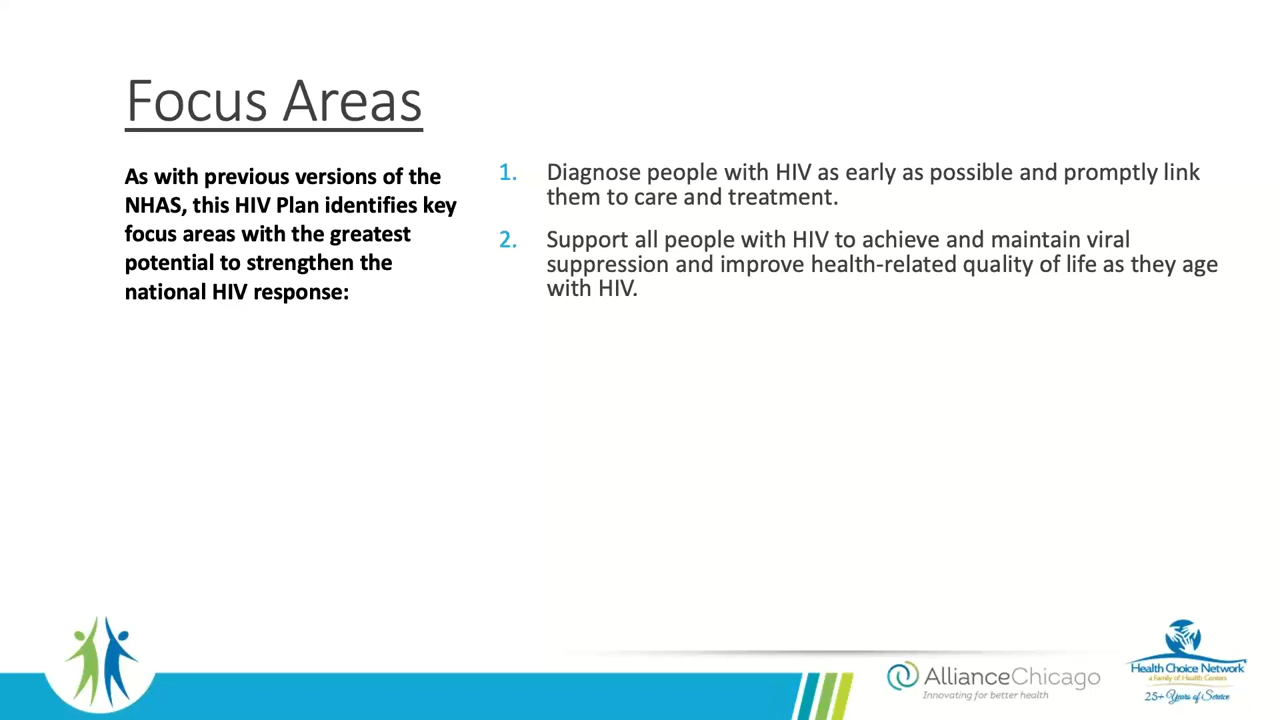 Focus Areas
As with previous versions of the
NHAS, this HIV Plan identifies key
focus areas with the greatest
potential to strengthen the
national HIV response:
1. Diagnose people with HIV as early as possible and promptly link
them to care and treatment.
2. Support all people with HIV to achieve and maintain viral
suppression and improve health-related quality of life as they age
with HIV.
AllianceChicago
Innovating for better health
Health Choice Network
a Family of Health Centers
25+ Years of Service